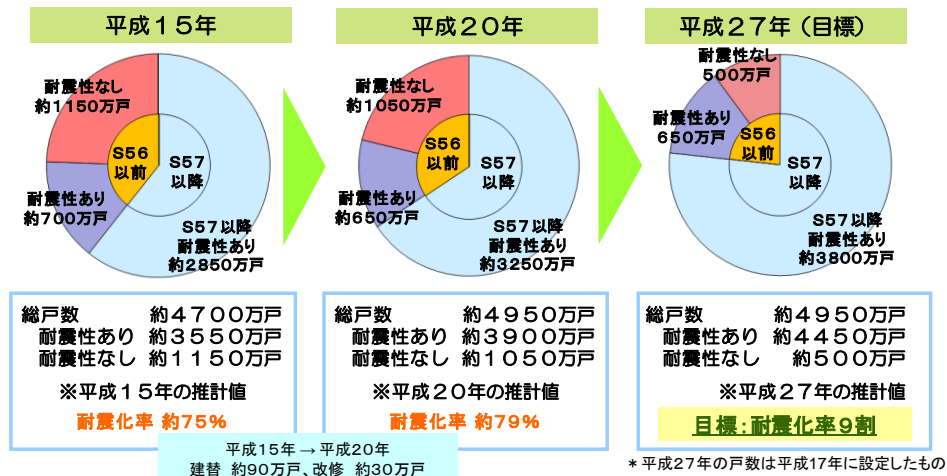 平成１５年
耐震性なし
約1150万戸
S56
以前
S57
以降
耐震性あり
約700万戸
S57以降
耐震性あり
約2850万戸
総戸数　約４７００万戸
耐震性あり　約３５５０万戸
耐震性なし　約１１５０万戸
※平成１５年の推計値
耐震化率 約75%
平成２０年
耐震性なし
約1050万戸
S56
以前
S57
以降
耐震性あり
約650万戸
S57以降
耐震性あり
約3250万戸
総戸数　約４９５０万戸
耐震性あり　約３９００万戸
耐震性なし　約１０５０万戸
※平成２０年の推計値
耐震化率 約79%
平成２７年（目標）
耐震性なし
500万戸
耐震性あり
650万戸
S56
以前
S57
以降
S57以降
耐震性あり
約3800万戸
総戸数　約４９５０万戸
耐震性あり　約４４５０万戸
耐震性なし　約５００万戸
※平成２７年の推計値
目標：耐震化率９割
平成15年 → 平成20年
建替 約90万戸、改修 約30万戸
＊平成27年の戸数は平成17年に設定したもの